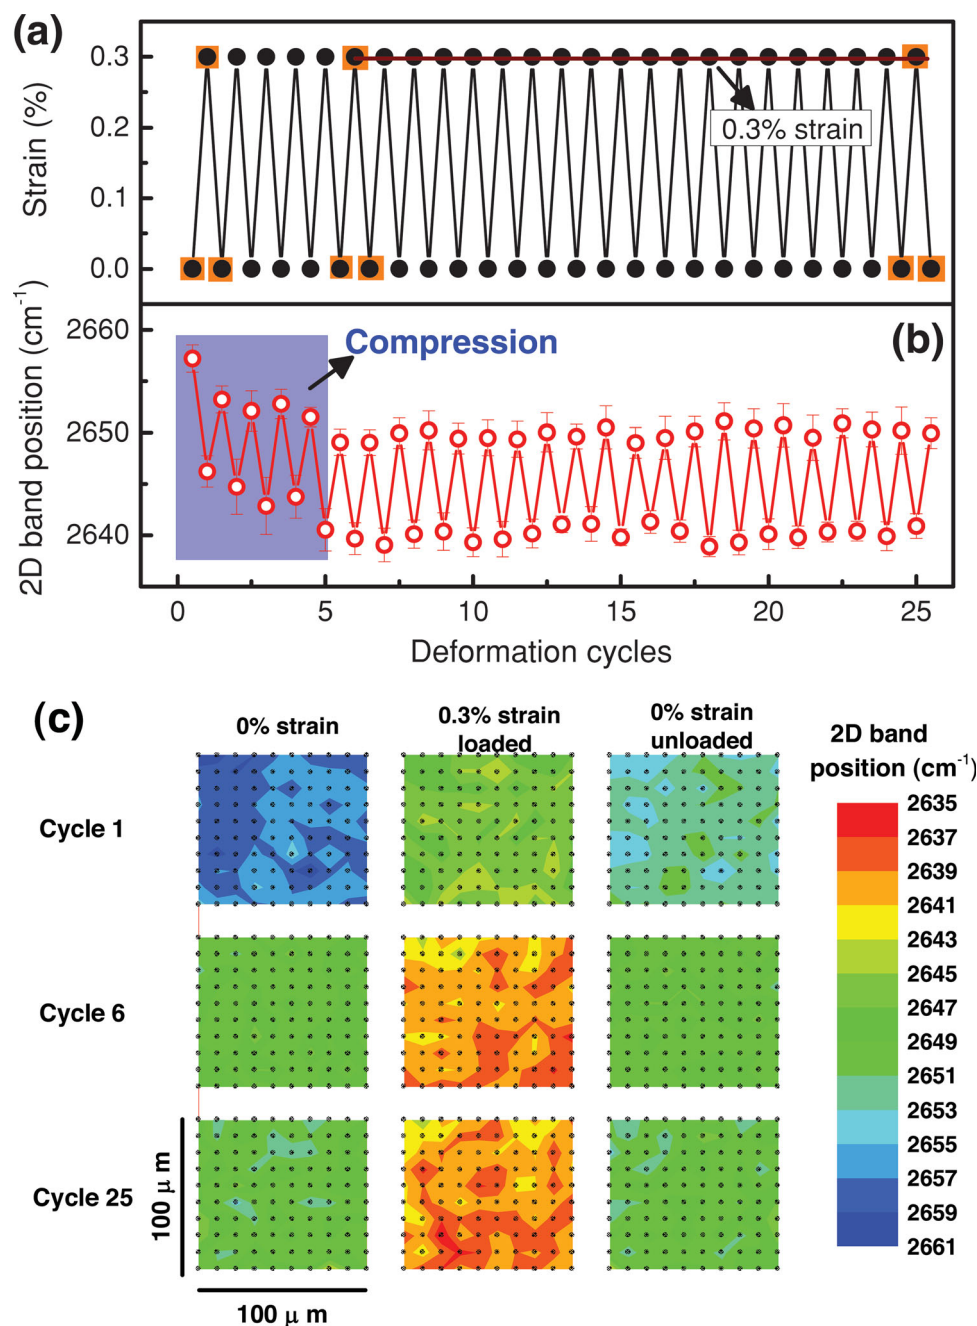 (a)
Strain (%)
0.3
0.2
0.1
0.0
0.3% strain
2D band position (cm⁻¹)
2660
2650
2640
Compression
(b)
0 5 10 15 20 25
Deformation cycles
(c)
0% strain
0.3% strain
loaded
0% strain
unloaded
2D band
position (cm⁻¹)
Cycle 1
Cycle 6
Cycle 25
2635
2637
2639
2641
2643
2645
2647
2649
2651
2653
2655
2657
2659
2661
100 μ m
100 μ m